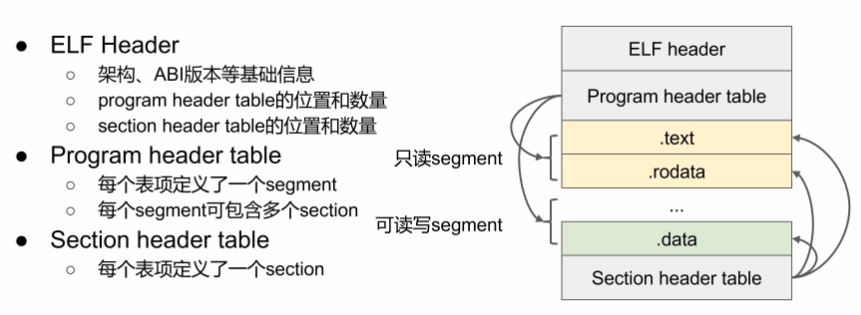 ● ELF Header
○ 架构、ABI版本等基础信息
○ program header table的位置和数量
○ section header table的位置和数量
● Program header table
○ 每个表项定义了一个segment
○ 每个segment可包含多个section
● Section header table
○ 每个表项定义了一个section
只读segment
可读写segment
ELF header
Program header table
.text
.rodata
...
.data
Section header table